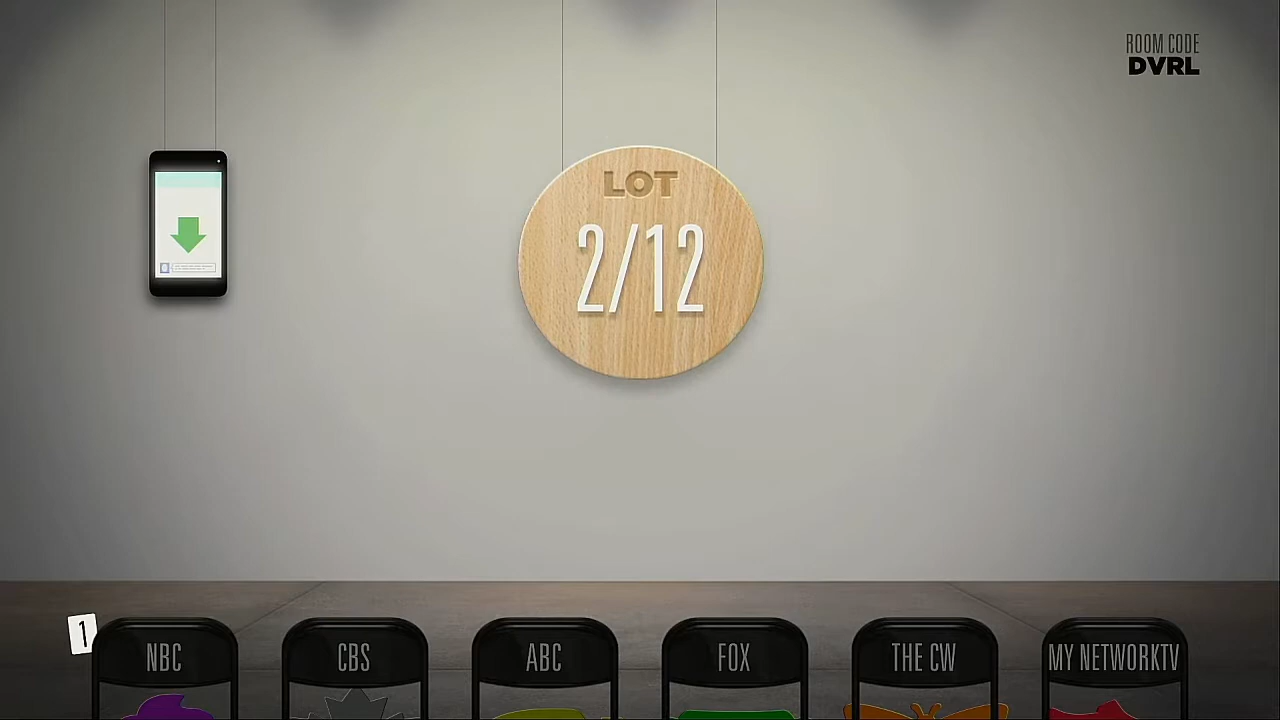 ROOM CODE
DVRL
LOT
2/12
1
NBC
CBS
ABC
FOX
THE CW
MY NETWORKTV